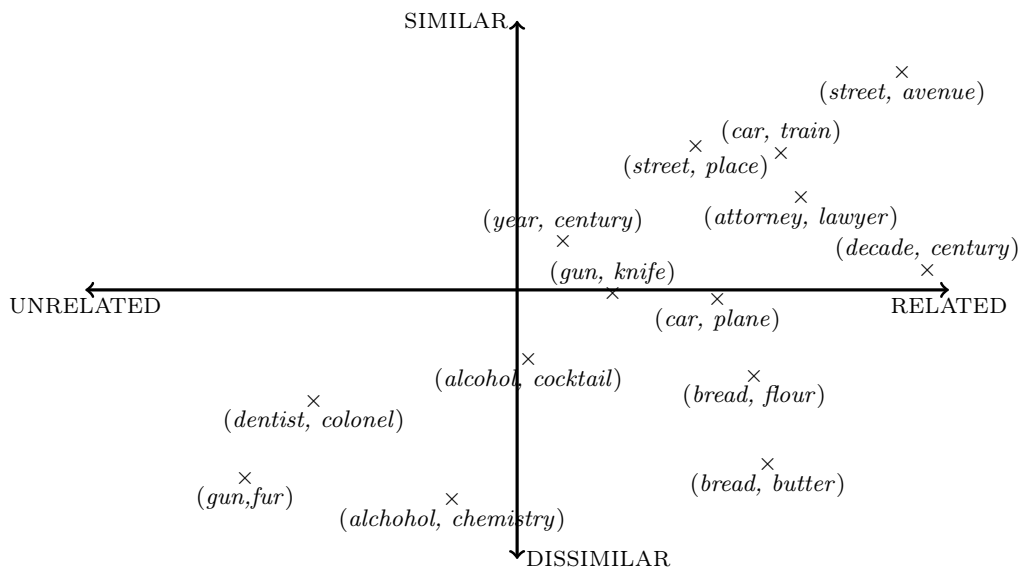 SIMILAR
(street, avenue)
(car, train)
(street, place)
(attorney, lawyer)
(year, century)
(decade, century)
(gun, knife)
UNRELATED
RELATED
(car, plane)
(alcohol, cocktail)
(bread, flour)
(dentist, colonel)
(bread, butter)
(gun,fur)
(alchohol, chemistry)
DISSIMILAR